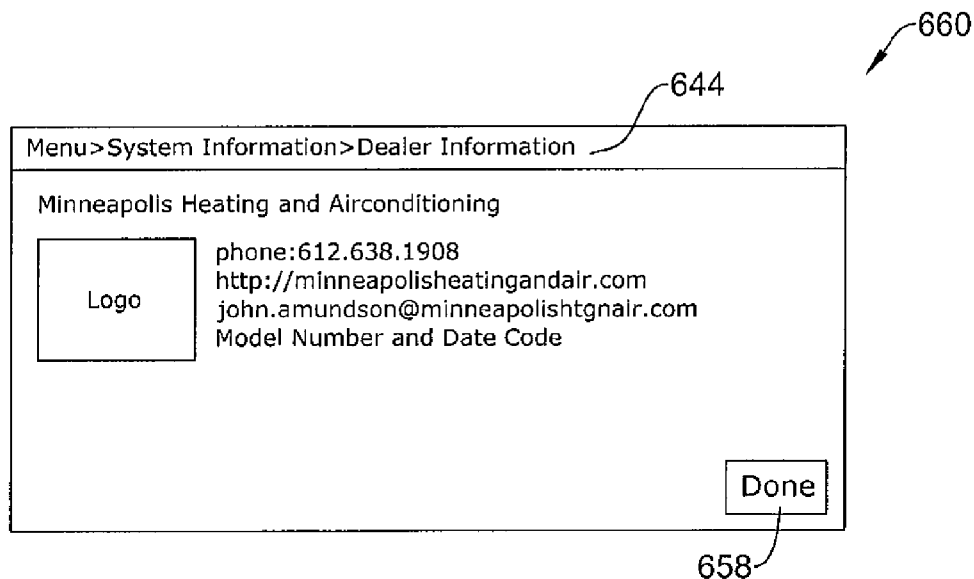 660
644
Menu>System Information>Dealer Information
Minneapolis Heating and Airconditioning
Logo
phone:612.638.1908
http://minneapolisheatingandair.com
john.amundson@minneapolishtgnair.com
Model Number and Date Code
Done
658